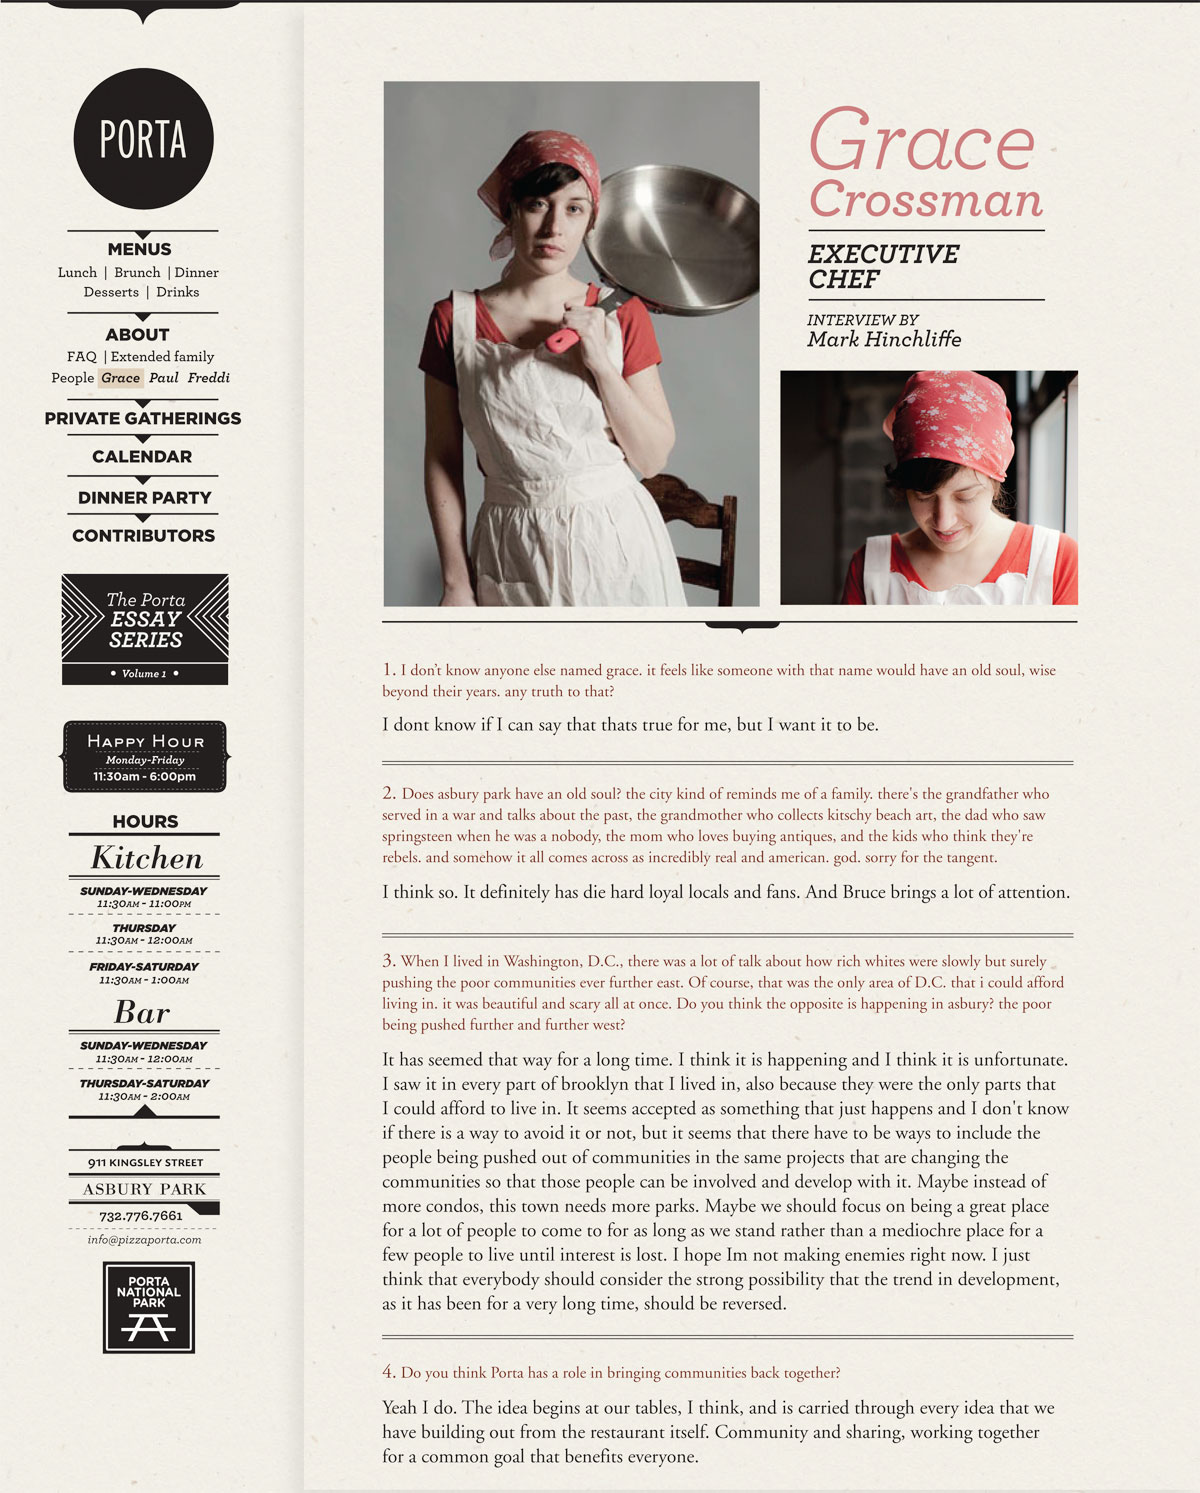 PORTA
MENUS
Lunch | Brunch | Dinner
Desserts | Drinks
ABOUT
FAQ | Extended family
People Grace Paul Freddi
PRIVATE GATHERINGS
CALENDAR
DINNER PARTY
CONTRIBUTORS
The Porta
ESSAY
SERIES
• Volume 1 •
HAPPY HOUR
Monday-Friday
11:30am - 6:00pm
HOURS
Kitchen
SUNDAY-WEDNESDAY
11:30AM - 11:00PM
THURSDAY
11:30AM - 12:00AM
FRIDAY-SATURDAY
11:30AM - 1:00AM
Bar
SUNDAY-WEDNESDAY
11:30AM - 12:00AM
THURSDAY-SATURDAY
11:30AM - 2:00AM
911 KINGSLEY STREET
ASBURY PARK
732.776.7661
info@pizzaporta.com
PORTA
NATIONAL
PARK
Grace
Crossman
EXECUTIVE
CHEF
INTERVIEW BY
Mark Hinchliffe
1. I don't know anyone else named grace. it feels like someone with that name would have an old soul, wise
beyond their years. any truth to that?
I dont know if I can say that thats true for me, but I want it to be.
2. Does asbury park have an old soul? the city kind of reminds me of a family. there's the grandfather who
served in a war and talks about the past, the grandmother who collects kitschy beach art, the dad who saw
springsteen when he was a nobody, the mom who loves buying antiques, and the kids who think they're
rebels. and somehow it all comes across as incredibly real and american. god. sorry for the tangent.
I think so. It definitely has die hard loyal locals and fans. And Bruce brings a lot of attention.
3. When I lived in Washington, D.C., there was a lot of talk about how rich whites were slowly but surely
pushing the poor communities ever further east. Of course, that was the only area of D.C. that i could afford
living in. it was beautiful and scary all at once. Do you think the opposite is happening in asbury? the poor
being pushed further and further west?
It has seemed that way for a long time. I think it is happening and I think it is unfortunate.
I saw it in every part of brooklyn that I lived in, also because they were the only parts that
I could afford to live in. It seems accepted as something that just happens and I don't know
if there is a way to avoid it or not, but it seems that there have to be ways to include the
people being pushed out of communities in the same projects that are changing the
communities so that those people can be involved and develop with it. Maybe instead of
more condos, this town needs more parks. Maybe we should focus on being a great place
for a lot of people to come to for as long as we stand rather than a mediochre place for a
few people to live until interest is lost. I hope Im not making enemies right now. I just
think that everybody should consider the strong possibility that the trend in development,
as it has been for a very long time, should be reversed.
4. Do you think Porta has a role in bringing communities back together?
Yeah I do. The idea begins at our tables, I think, and is carried through every idea that we
have building out from the restaurant itself. Community and sharing, working together
for a common goal that benefits everyone.